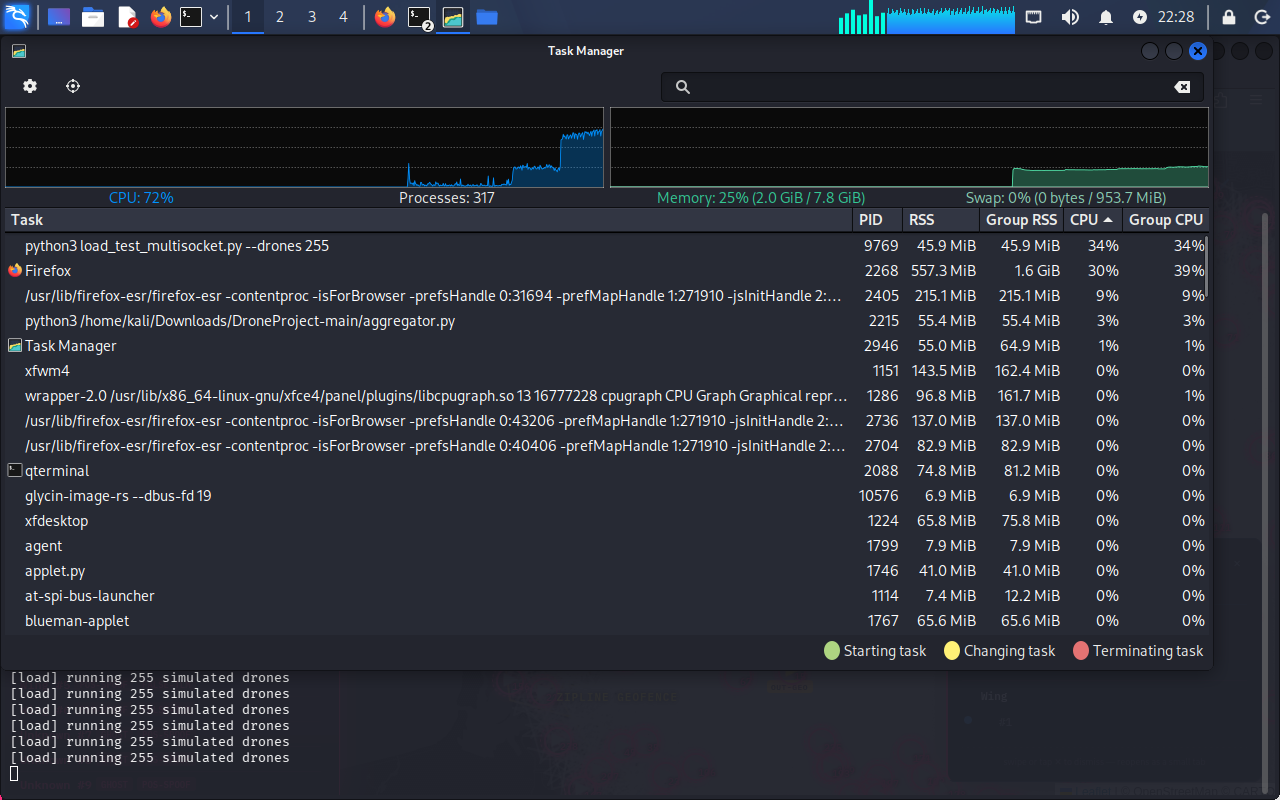 1 2 3 4 2 22:28
Task Manager
CPU: 72% Processes: 317 Memory: 25% (2.0 GiB / 7.8 GiB) Swap: 0% (0 bytes / 953.7 MiB)
Task PID RSS Group RSS CPU Group CPU
python3 load_test_multisocket.py --drones 255 9769 45.9 MiB 45.9 MiB 34% 34%
Firefox 2268 557.3 MiB 1.6 GiB 30% 39%
/usr/lib/firefox-esr/firefox-esr -contentproc -isForBrowser -prefsHandle 0:31694 -prefMapHandle 1:271910 -jsInitHandle 2:... 2405 215.1 MiB 215.1 MiB 9% 9%
python3 /home/kali/Downloads/DroneProject-main/aggregator.py 2215 55.4 MiB 55.4 MiB 3% 3%
Task Manager 2946 55.0 MiB 64.9 MiB 1% 1%
xfwm4 1151 143.5 MiB 162.4 MiB 0% 0%
wrapper-2.0 /usr/lib/x86_64-linux-gnu/xfce4/panel/plugins/libcpugraph.so 13 16777228 cpugraph CPU Graph Graphical repr... 1286 96.8 MiB 161.7 MiB 0% 1%
/usr/lib/firefox-esr/firefox-esr -contentproc -isForBrowser -prefsHandle 0:43206 -prefMapHandle 1:271910 -jsInitHandle 2:... 2736 137.0 MiB 137.0 MiB 0% 0%
/usr/lib/firefox-esr/firefox-esr -contentproc -isForBrowser -prefsHandle 0:40406 -prefMapHandle 1:271910 -jsInitHandle 2:... 2704 82.9 MiB 82.9 MiB 0% 0%
qterminal 2088 74.8 MiB 81.2 MiB 0% 0%
glycin-image-rs --dbus-fd 19 10576 6.9 MiB 6.9 MiB 0% 0%
xfdesktop 1224 65.8 MiB 75.8 MiB 0% 0%
agent 1799 7.9 MiB 7.9 MiB 0% 0%
applet.py 1746 41.0 MiB 41.0 MiB 0% 0%
at-spi-bus-launcher 1114 7.4 MiB 12.2 MiB 0% 0%
blueman-applet 1767 65.6 MiB 65.6 MiB 0% 0%
Starting task Changing task Terminating task
[load] running 255 simulated drones
[load] running 255 simulated drones
[load] running 255 simulated drones
[load] running 255 simulated drones
[load] running 255 simulated drones
[load] running 255 simulated drones
Wing